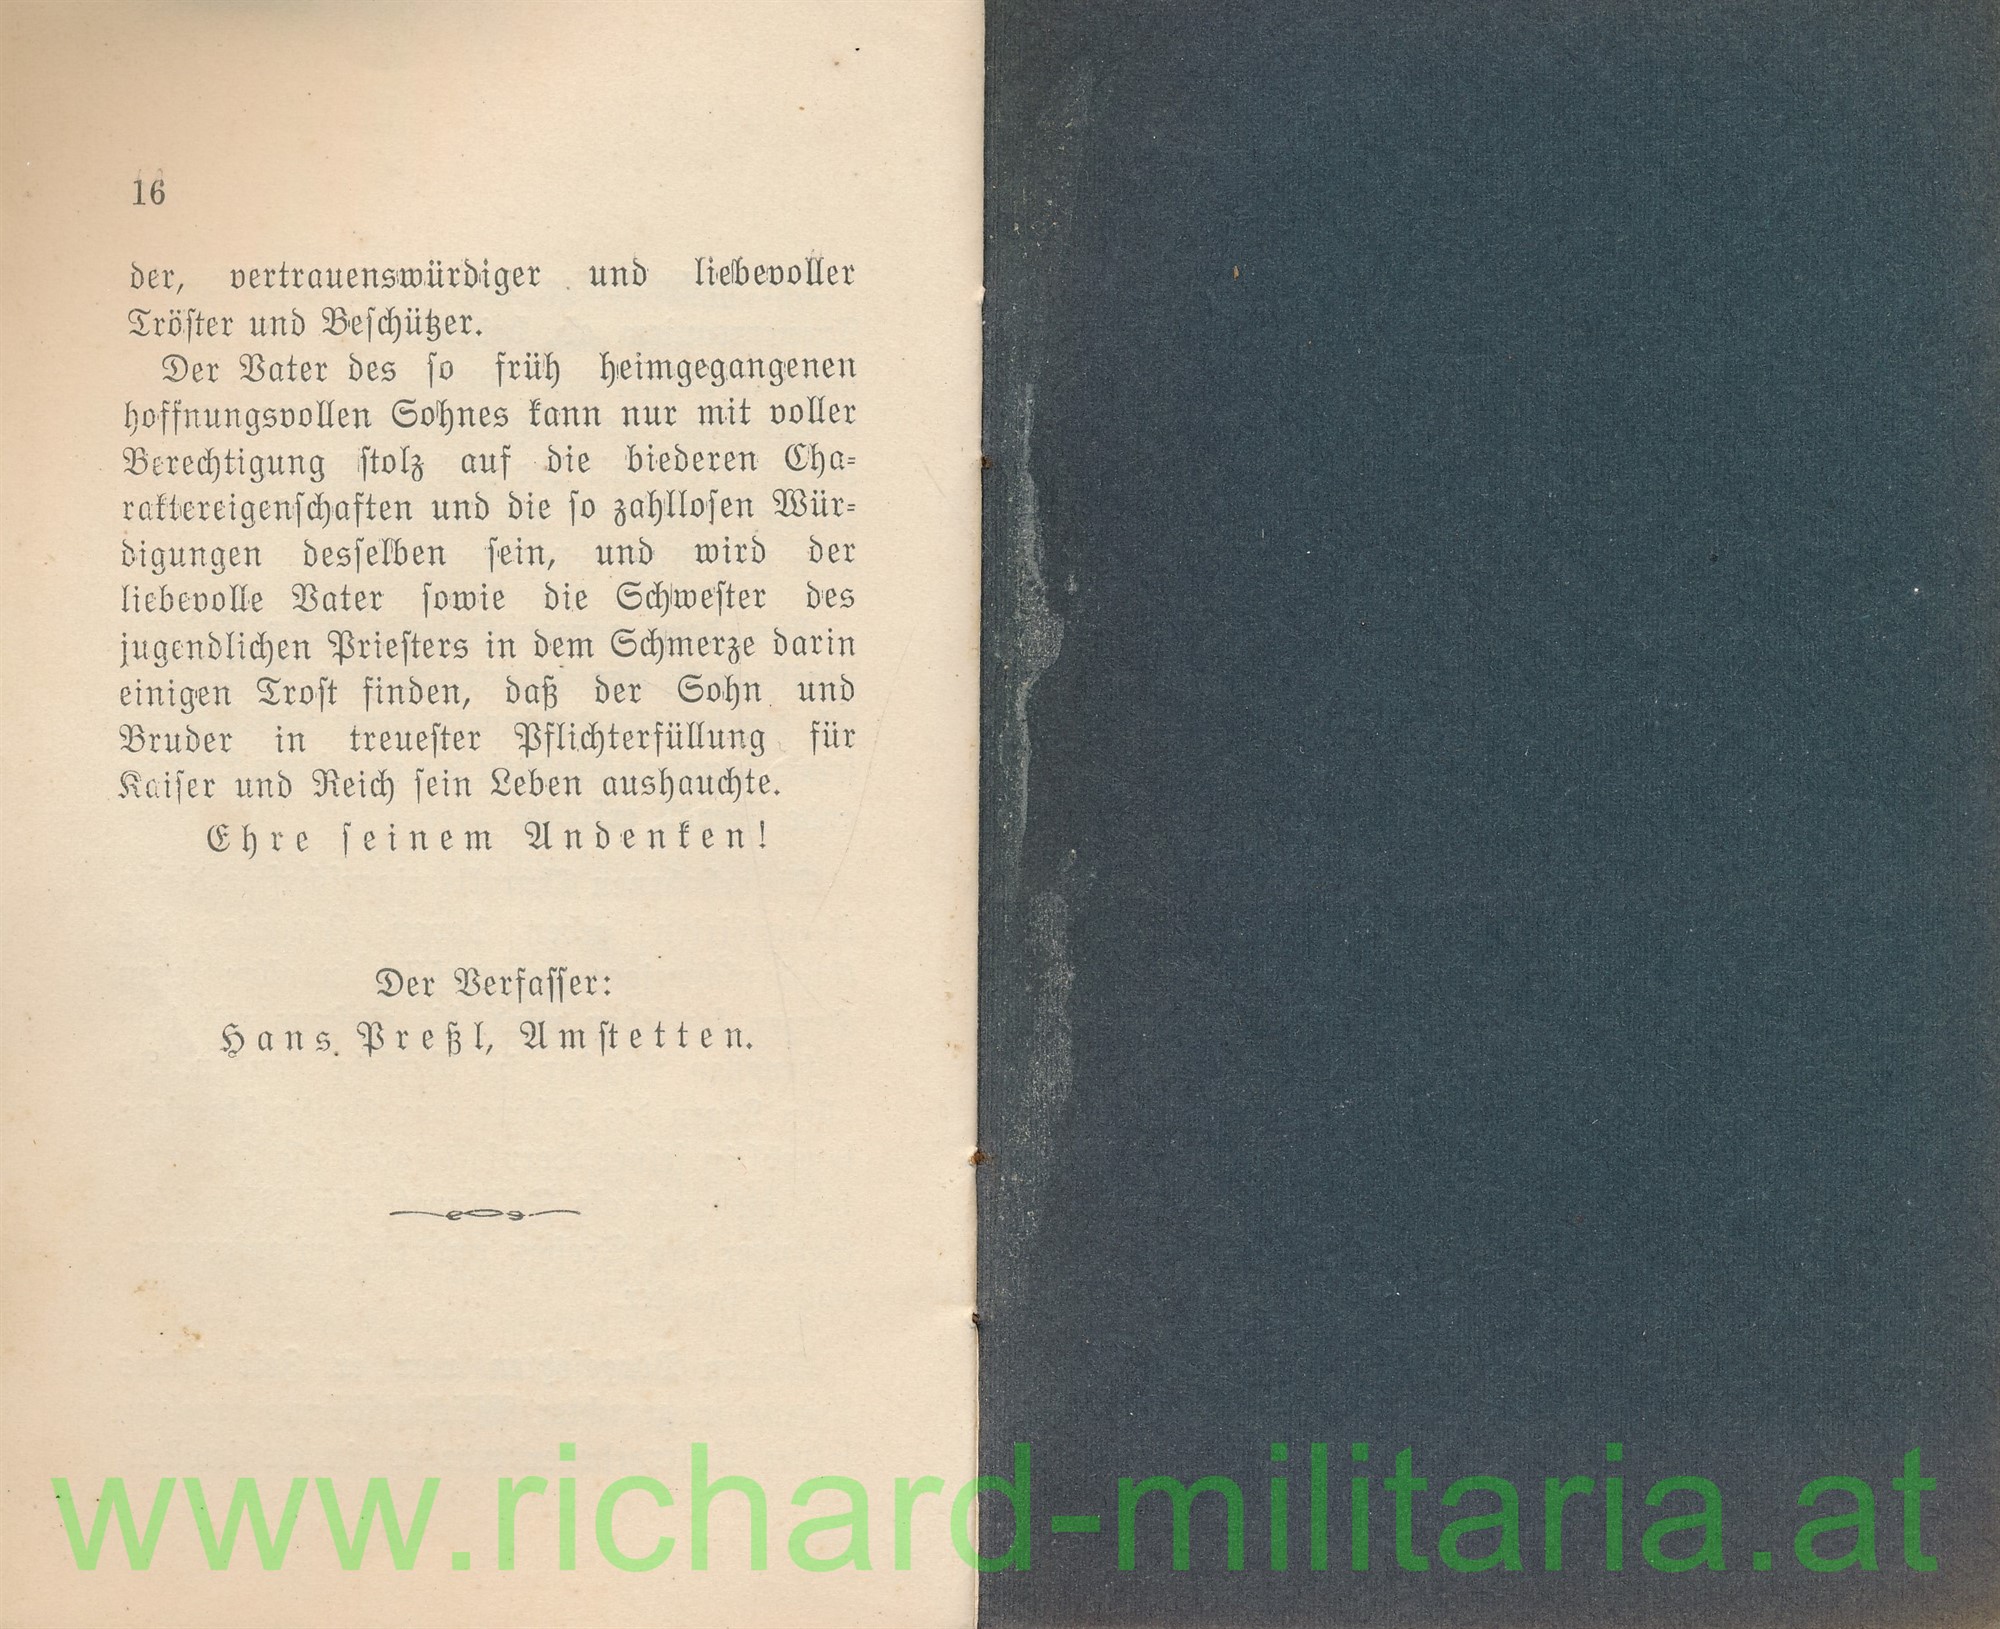 16
der, vertrauenswürdiger und liebevoller
Tröster und Beschützer.
Der Vater des so früh heimgegangenen
hoffnungsvollen Sohnes kann nur mit voller
Berechtigung stolz auf die biederen Cha-
raktereigenschaften und die so zahllosen Wür-
digungen desselben sein, und wird der
liebevolle Vater sowie die Schwester des
jugendlichen Priesters in dem Schmerze darin
einigen Trost finden, daß der Sohn und
Bruder in treuester Pflichterfüllung für
Kaiser und Reich sein Leben aushauchte.
Ehre seinem Andenken!
Der Verfasser:
Hans Preßl, Amstetten.
www.richard-militaria.at